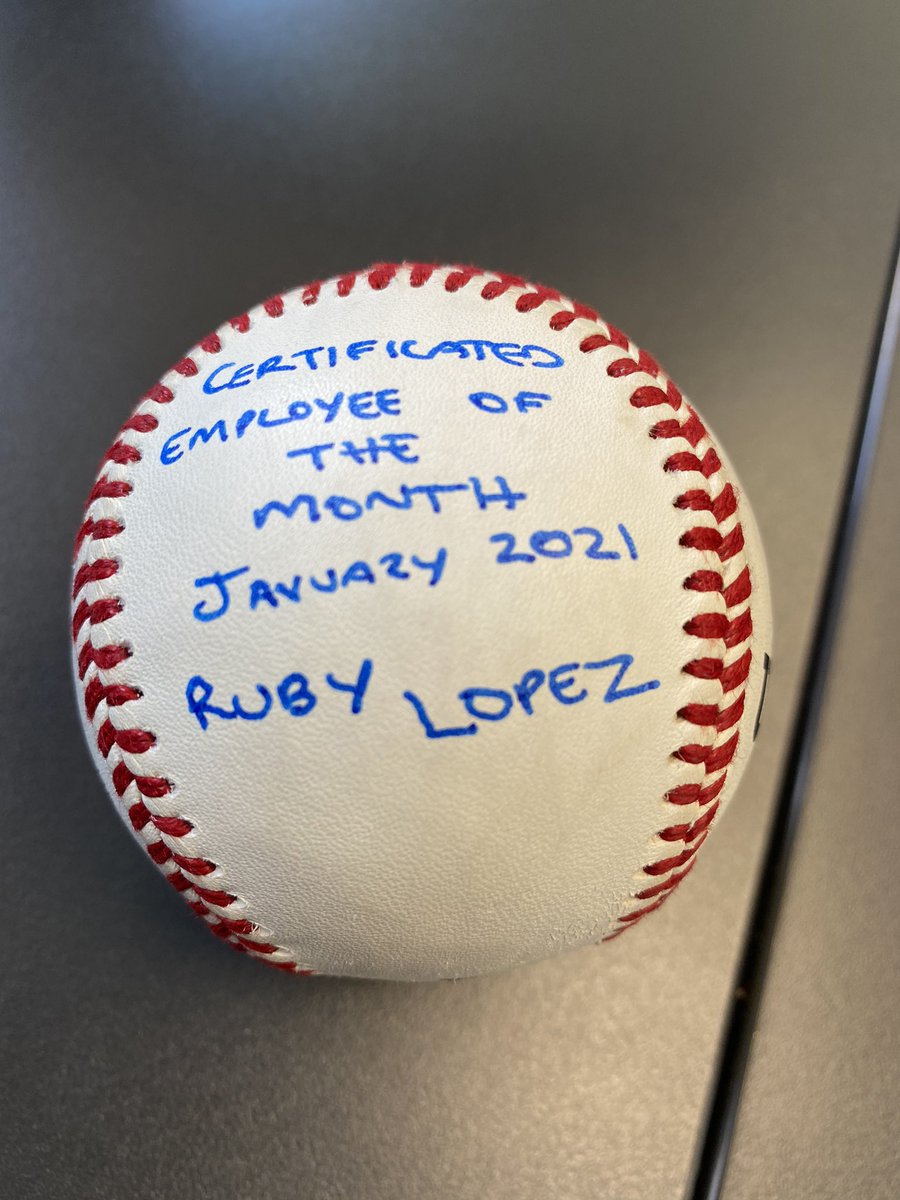 CERTIFICATED
EMPLOYEE OF
THE
MONTH
JANUARY 2021
RUBY LOPEZ